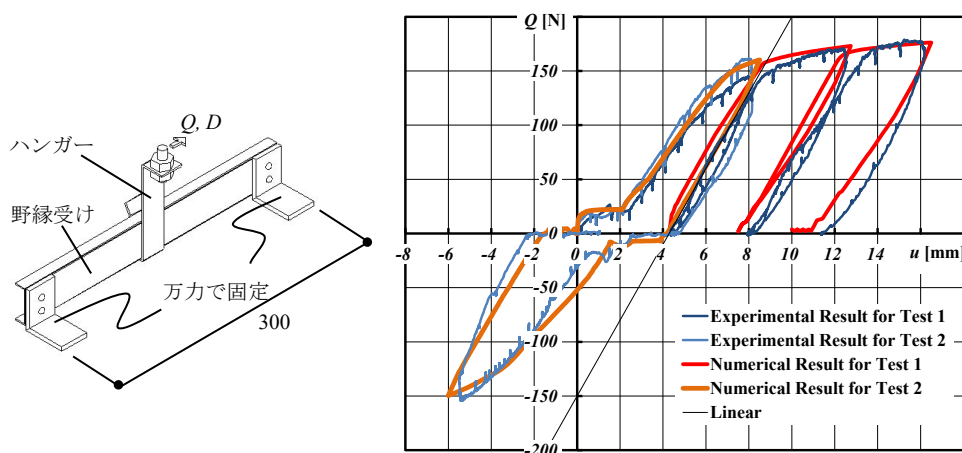 Q, D
ハンガー
野縁受け
万力で固定
300
Q [N]
150
100
50
0
-50
-100
-150
-200
-8 -6 -4 -2 0 2 4 6 8 10 12 14
u [mm]
Experimental Result for Test 1
Experimental Result for Test 2
Numerical Result for Test 1
Numerical Result for Test 2
Linear